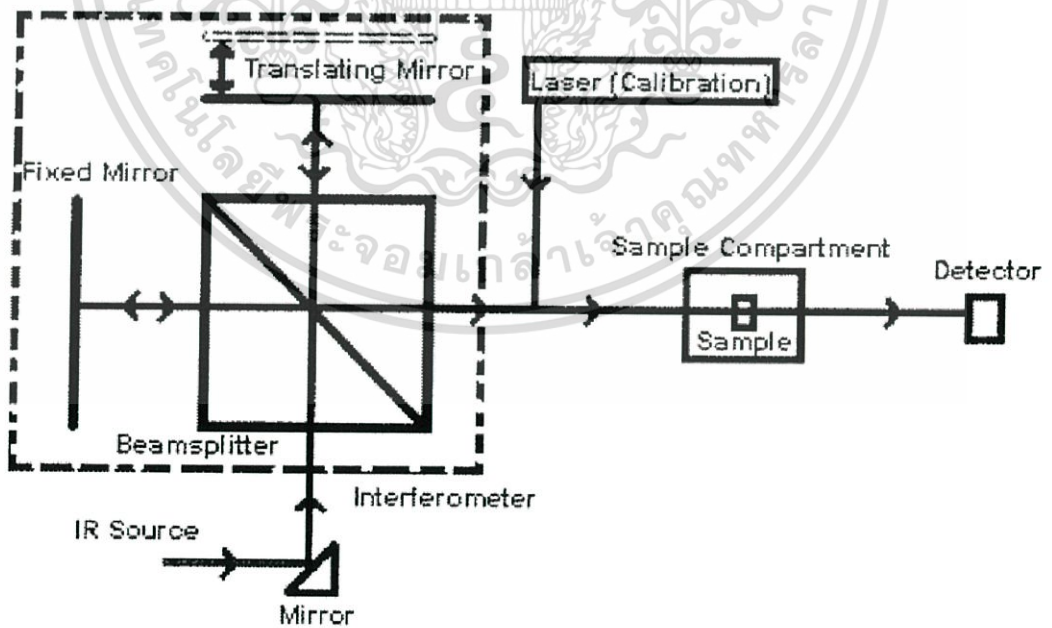 Translating Mirror
Laser (Calibration)
Fixed Mirror
Sample Compartment
Detector
Sample
Beamsplitter
Interferometer
IR Source
Mirror